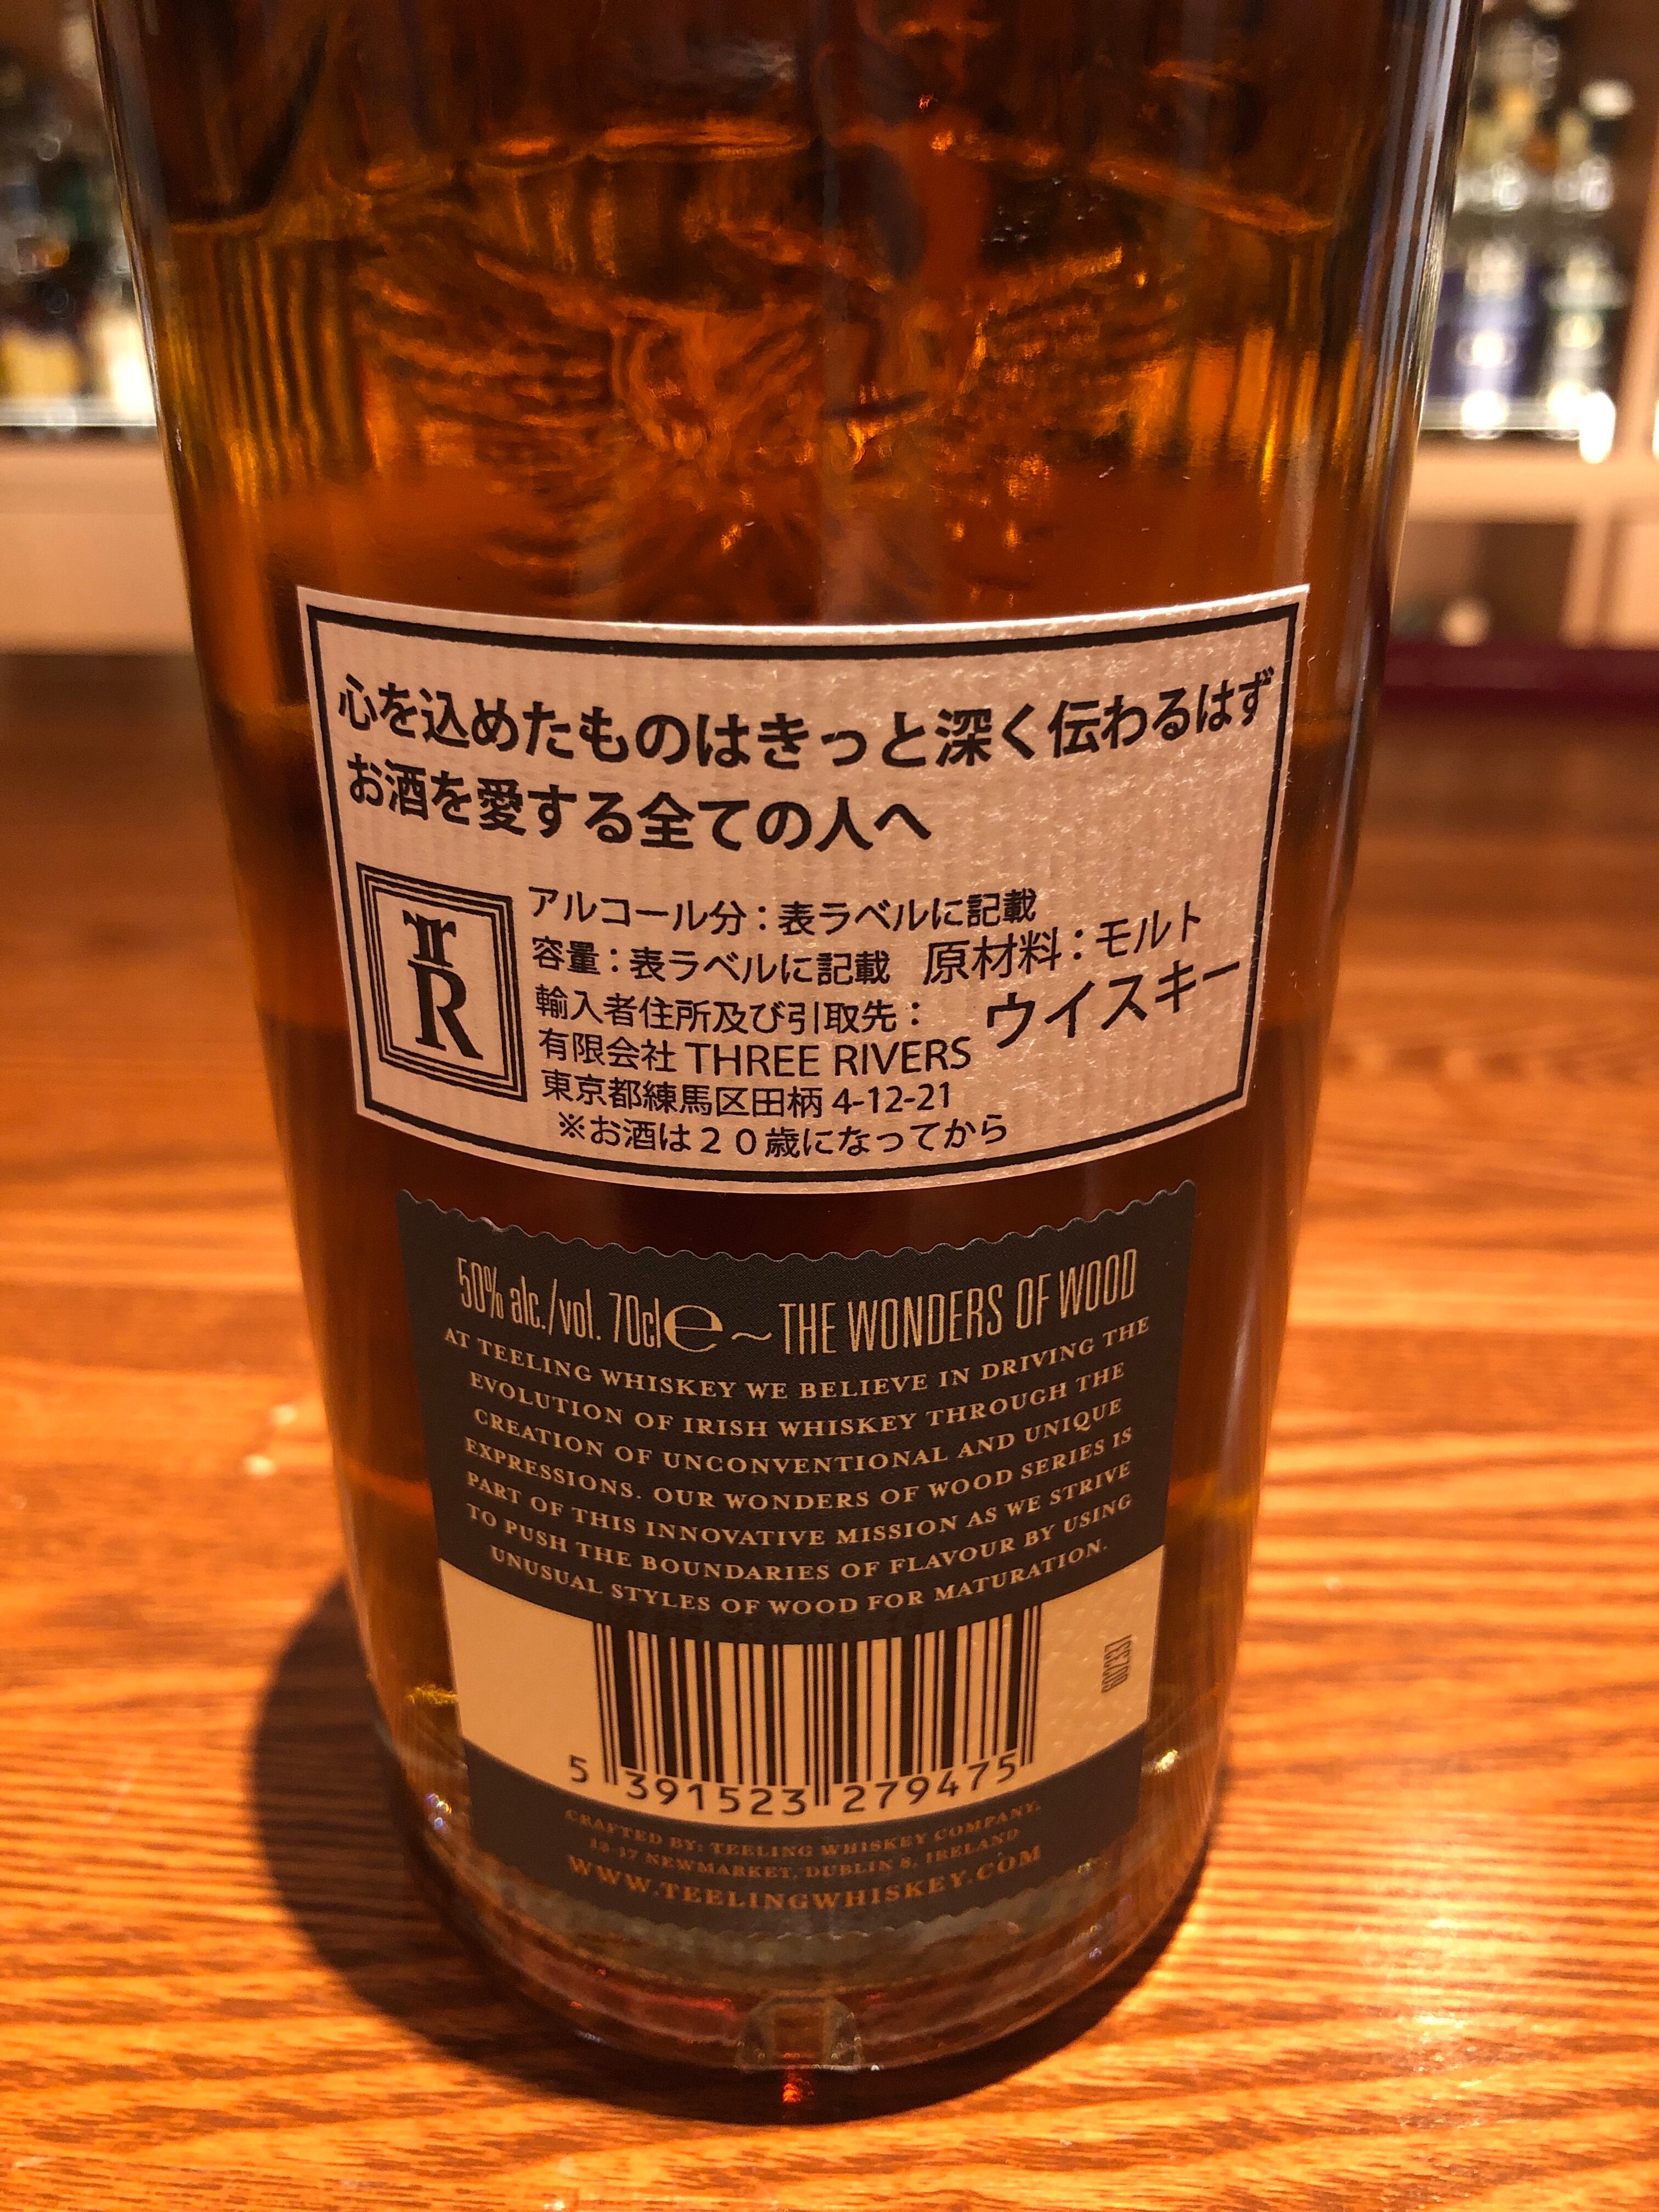 心を込めたものはきっと深く伝わるはず
お酒を愛する全ての人へ
TTR
アルコール分：表ラベルに記載
容量：表ラベルに記載 原材料：モルト
ウイスキー
輸入者住所及び引取先：
有限会社 THREE RIVERS
東京都練馬区田柄 4-12-21
※お酒は２０歳になってから
50% alc./vol. 70cl℮ ~ THE WONDERS OF WOOD
AT TEELING WHISKEY WE BELIEVE IN DRIVING THE
EVOLUTION OF IRISH WHISKEY THROUGH THE
CREATION OF UNCONVENTIONAL AND UNIQUE
EXPRESSIONS. OUR WONDERS OF WOOD SERIES IS
PART OF THIS INNOVATIVE MISSION AS WE STRIVE
TO PUSH THE BOUNDARIES OF FLAVOUR BY USING
UNUSUAL STYLES OF WOOD FOR MATURATION.
5 391523 279475
CRAFTED BY: TEELING WHISKEY COMPANY,
13-17 NEWMARKET, DUBLIN 8, IRELAND
WWW.TEELINGWHISKEY.COM